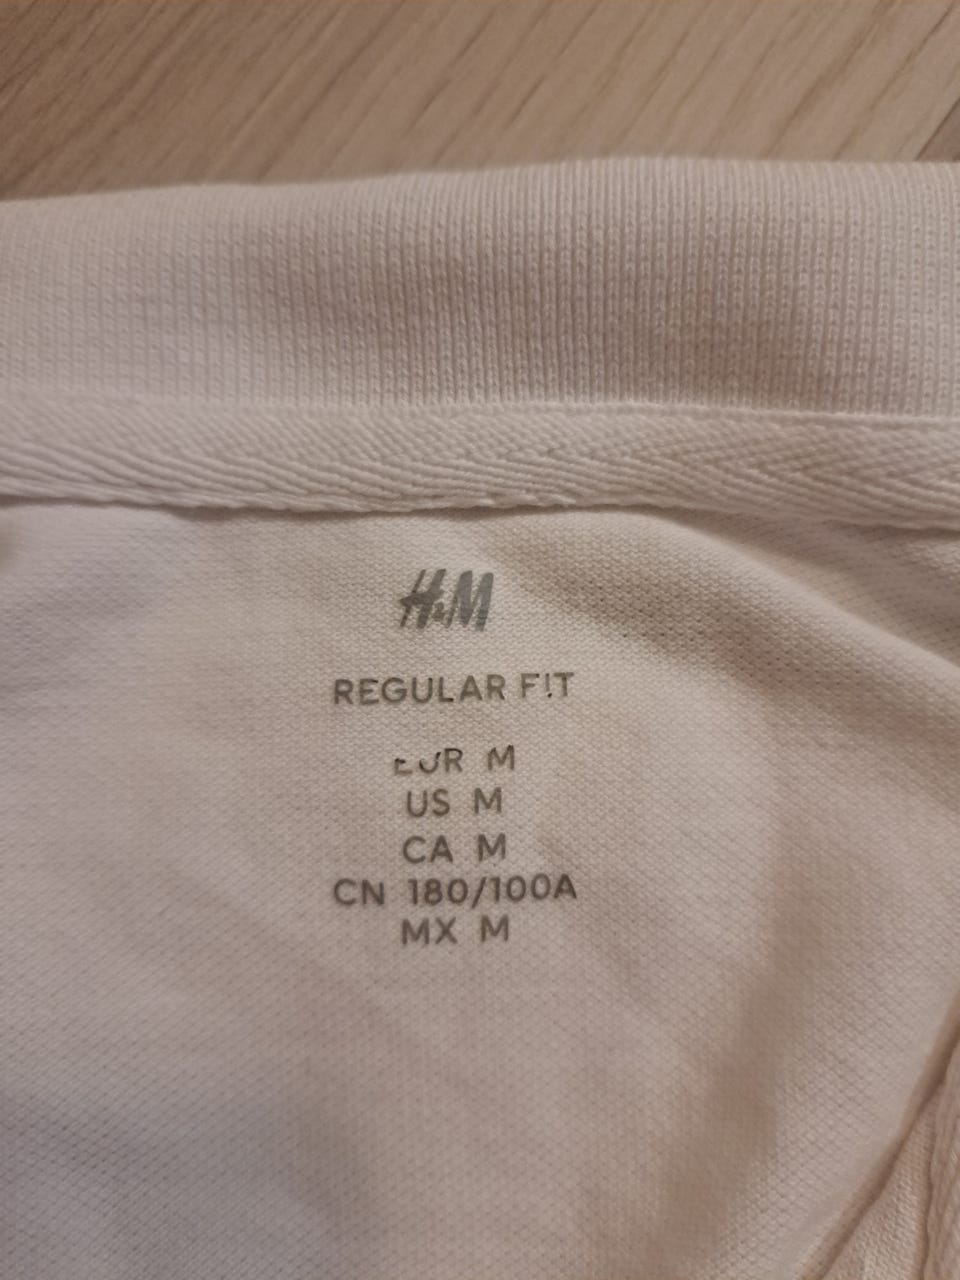 H&M
REGULAR FIT
EUR M
US M
CA M
CN 180/100A
MX M